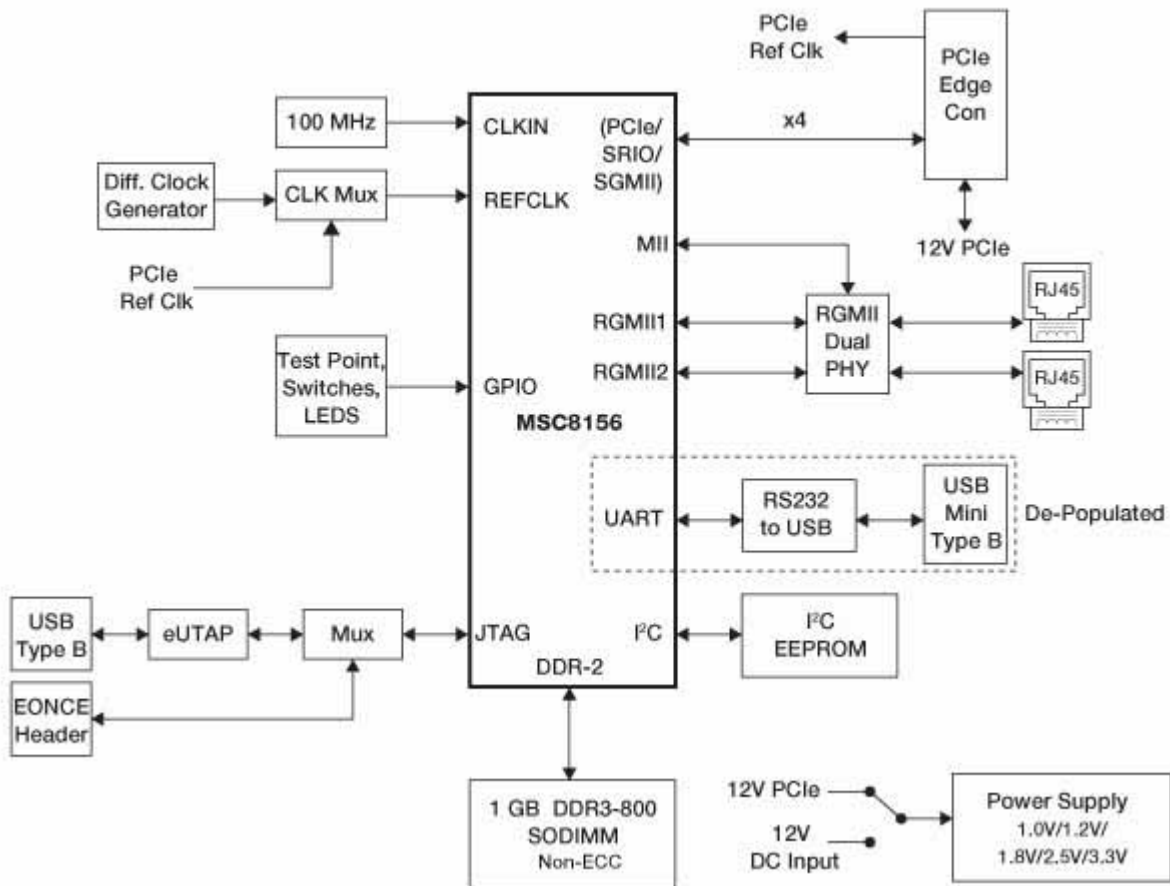 PCIe
Ref Clk
PCIe
Edge
Con
100 MHz
CLKIN
(PCIe/
SRIO/
SGMII)
x4
Diff. Clock
Generator
CLK Mux
REFCLK
MII
12V PCIe
PCIe
Ref Clk
RGMII1
RGMII
Dual
PHY
RJ45
Test Point,
Switches,
LEDS
GPIO
RGMII2
RJ45
MSC8156
UART
RS232
to USB
USB
Mini
Type B
De-Populated
USB
Type B
eUTAP
Mux
JTAG
I²C
I²C
EEPROM
DDR-2
EONCE
Header
1 GB DDR3-800
SODIMM
Non-ECC
12V PCIe
12V
DC Input
Power Supply
1.0V/1.2V/
1.8V/2.5V/3.3V